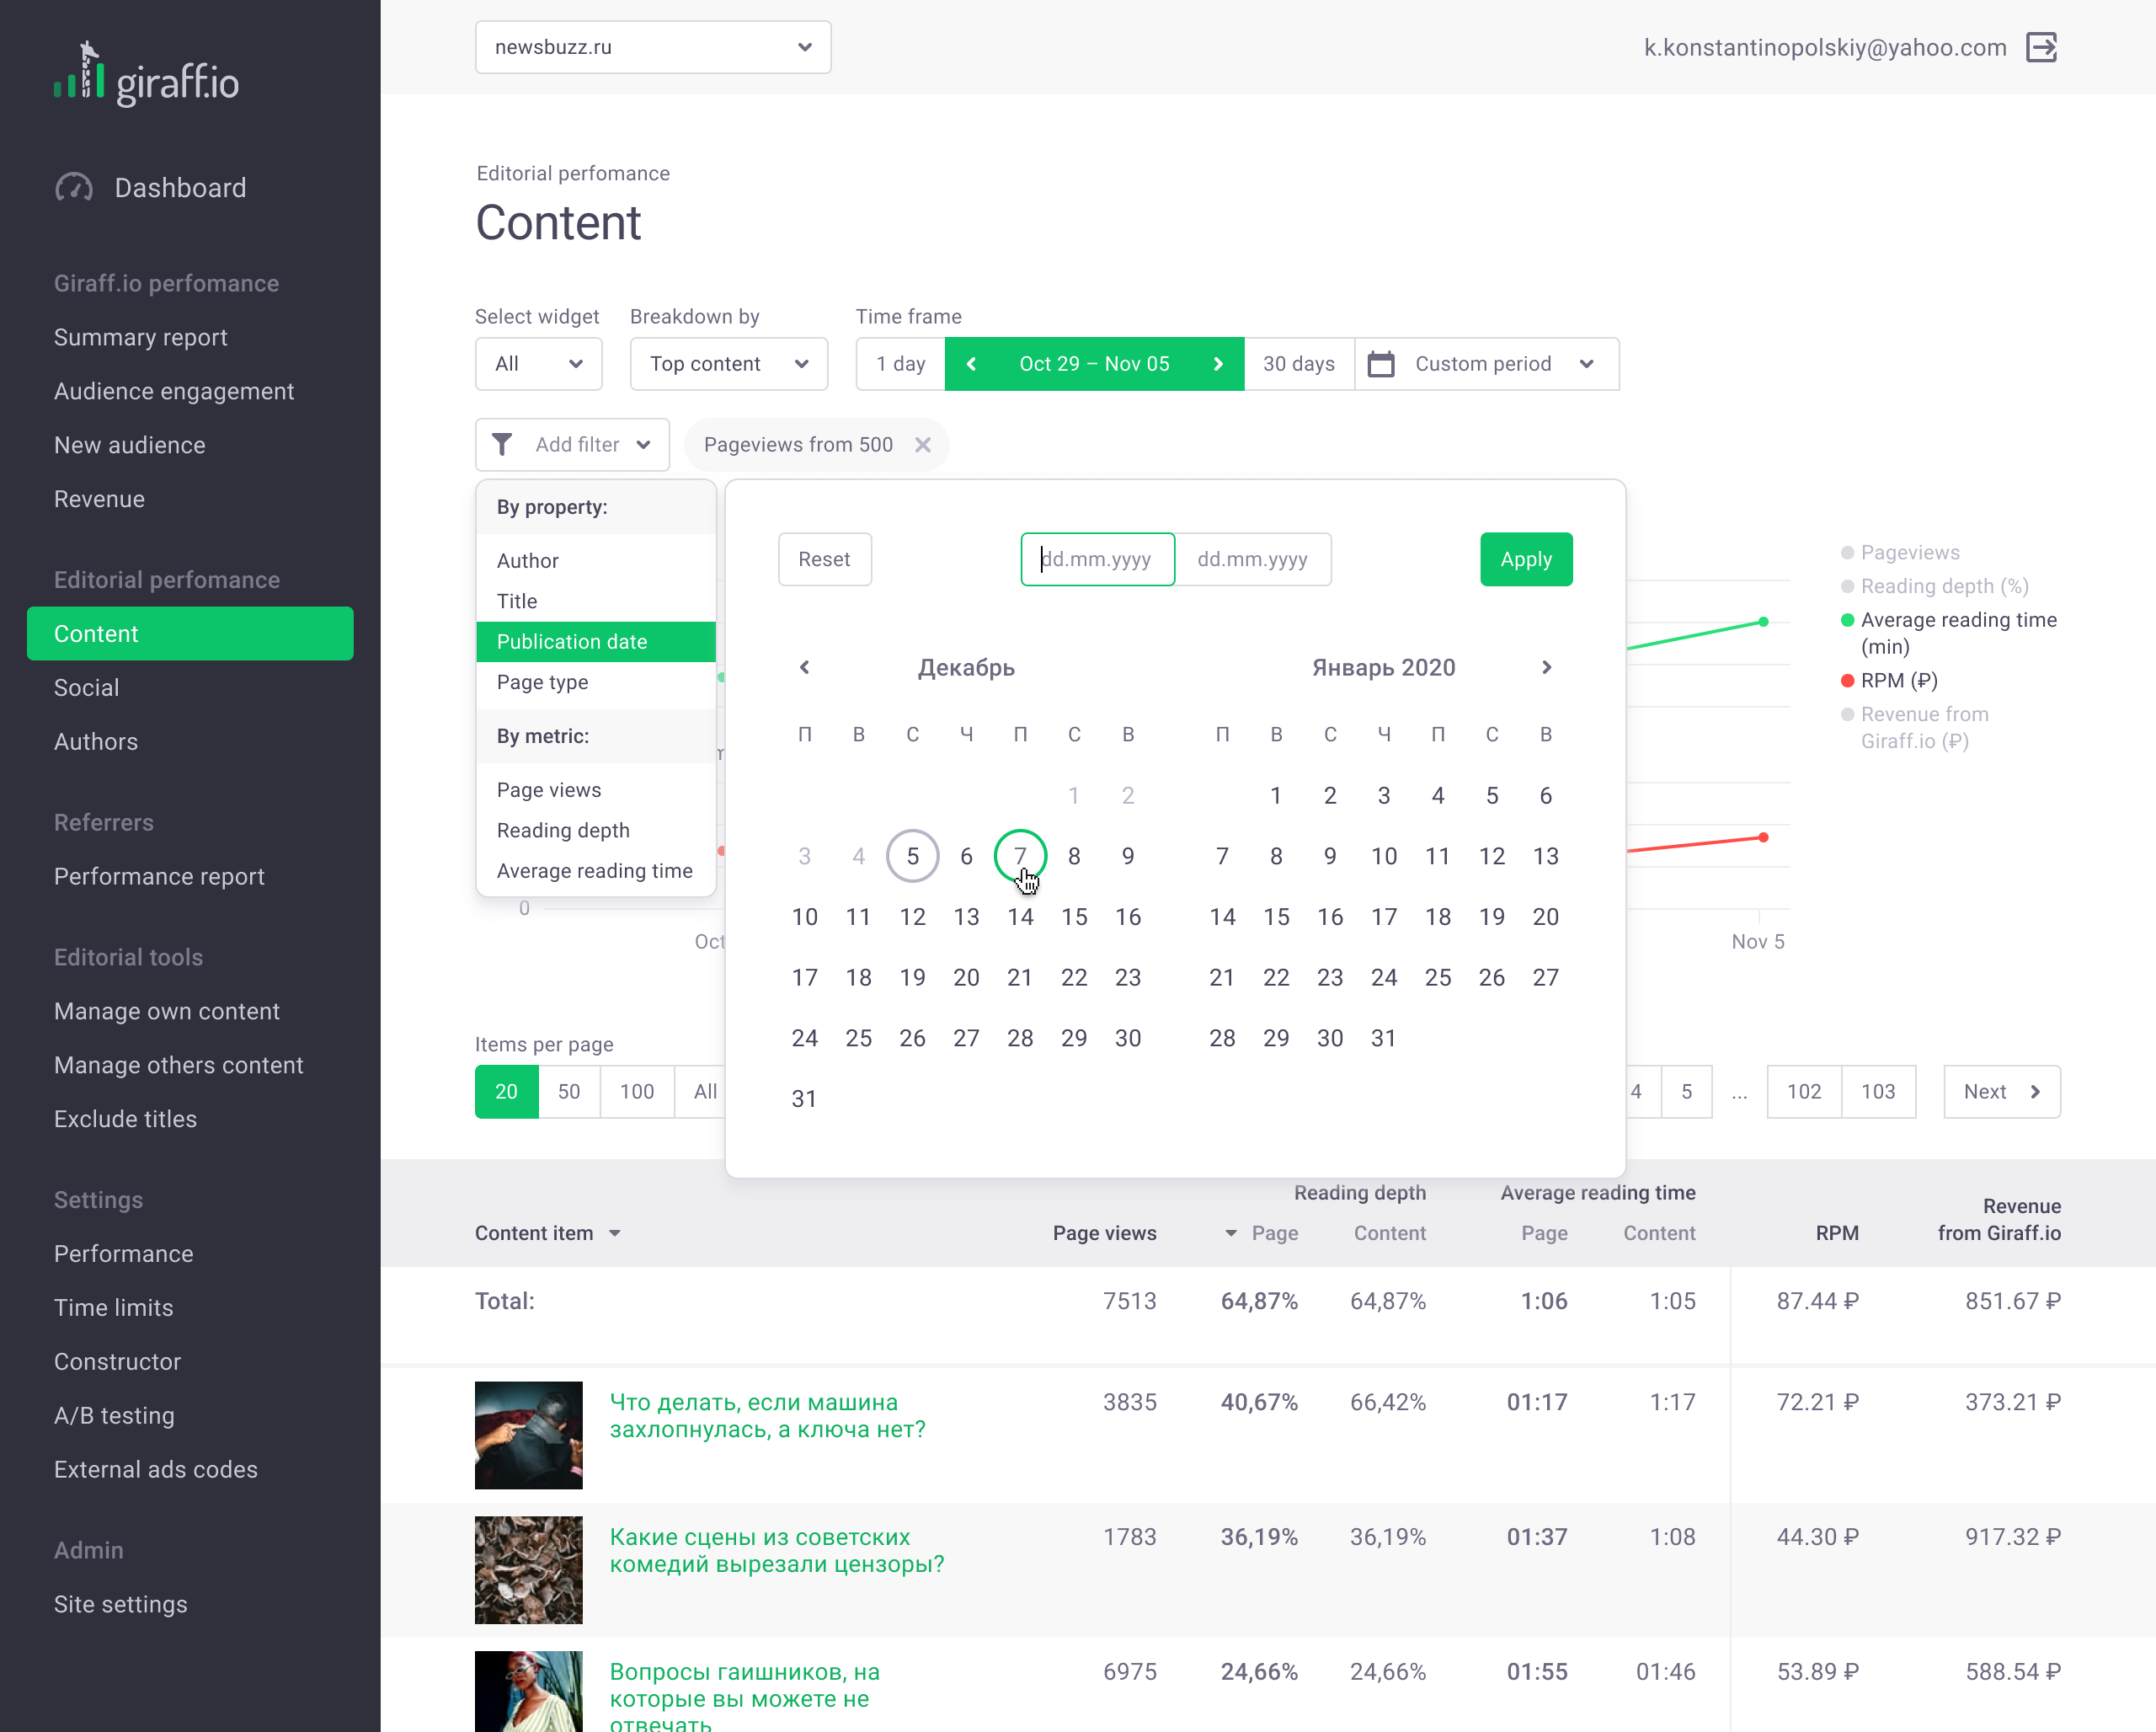 giraff.io
Dashboard
Giraff.io perfomance
Summary report
Audience engagement
New audience
Revenue
Editorial perfomance
Content
Social
Authors
Referrers
Performance report
Editorial tools
Manage own content
Manage others content
Exclude titles
Settings
Performance
Time limits
Constructor
A/B testing
External ads codes
Admin
Site settings
newsbuzz.ru
k.konstantinopolskiy@yahoo.com
Editorial perfomance
Content
Select widget Breakdown by Time frame
All Top content 1 day Oct 29 – Nov 05 30 days Custom period
Add filter Pageviews from 500
By property:
Author
Title
Publication date
Page type
By metric:
Page views
Reading depth
Average reading time
Reset dd.mm.yyyy dd.mm.yyyy Apply
Декабрь
П В С Ч П С В
1 2
3 4 5 6 7 8 9
10 11 12 13 14 15 16
17 18 19 20 21 22 23
24 25 26 27 28 29 30
31
Январь 2020
П В С Ч П С В
1 2 3 4 5 6
7 8 9 10 11 12 13
14 15 16 17 18 19 20
21 22 23 24 25 26 27
28 29 30 31
Pageviews
Reading depth (%)
Average reading time
(min)
RPM (₽)
Revenue from
Giraff.io (₽)
0
Oct
Nov 5
Items per page
20 50 100 All
4 5 ... 102 103 Next
Reading depth Average reading time
Revenue
Content item Page views Page Content Page Content RPM from Giraff.io
Total: 7513 64,87% 64,87% 1:06 1:05 87.44 ₽ 851.67 ₽
Что делать, если машина 3835 40,67% 66,42% 01:17 1:17 72.21 ₽ 373.21 ₽
захлопнулась, а ключа нет?
Какие сцены из советских 1783 36,19% 36,19% 01:37 1:08 44.30 ₽ 917.32 ₽
комедий вырезали цензоры?
Вопросы гаишников, на 6975 24,66% 24,66% 01:55 01:46 53.89 ₽ 588.54 ₽
которые вы можете не
отвечать